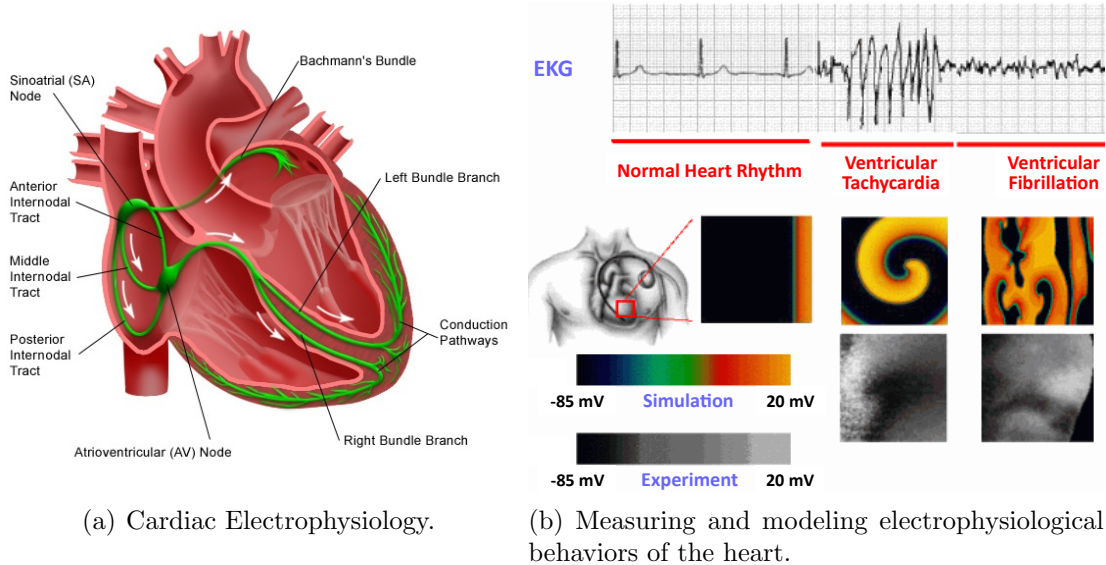 Bachmann's Bundle
Sinoatrial (SA)
Node
Anterior
Internodal
Tract
Left Bundle Branch
Middle
Internodal
Tract
Posterior
Internodal
Tract
Conduction
Pathways
Right Bundle Branch
Atrioventricular (AV) Node
(a) Cardiac Electrophysiology.
EKG
Normal Heart Rhythm
Ventricular
Tachycardia
Ventricular
Fibrillation
-85 mV Simulation 20 mV
-85 mV Experiment 20 mV
(b) Measuring and modeling electrophysiological
behaviors of the heart.